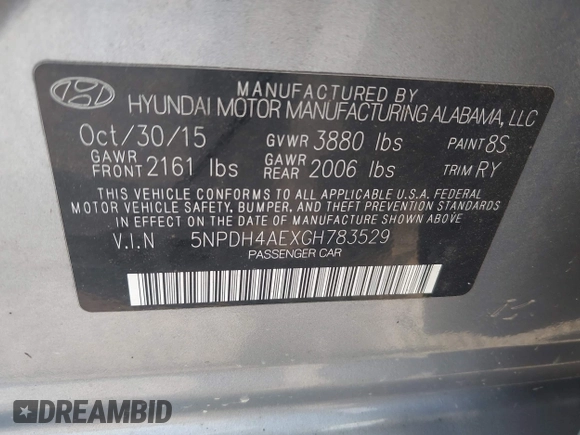 MANUFACTURED BY
HYUNDAI MOTOR MANUFACTURING ALABAMA, LLC
Oct/30/15 GVWR 3880 lbs PAINT 8S
GAWR FRONT 2161 lbs GAWR REAR 2006 lbs TRIM RY
THIS VEHICLE CONFORMS TO ALL APPLICABLE U.S.A. FEDERAL
MOTOR VEHICLE SAFETY, BUMPER, AND THEFT PREVENTION STANDARDS
IN EFFECT ON THE DATE OF MANUFACTURE SHOWN ABOVE.
V.I.N 5NPDH4AEXGH783529
PASSENGER CAR
DREAMBID